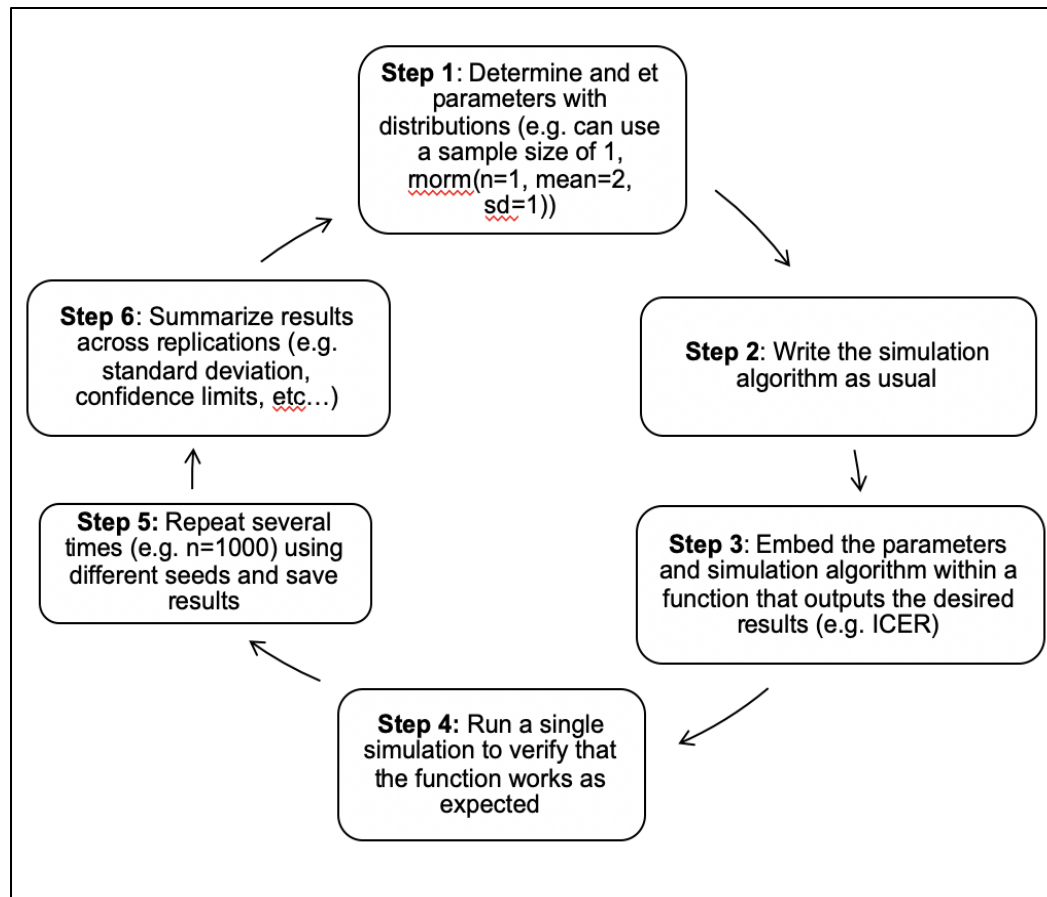 Step 1: Determine and et
parameters with
distributions (e.g. can use
a sample size of 1,
rnorm(n=1, mean=2,
sd=1))
Step 2: Write the simulation
algorithm as usual
Step 3: Embed the parameters
and simulation algorithm within a
function that outputs the desired
results (e.g. ICER)
Step 4: Run a single
simulation to verify that
the function works as
expected
Step 5: Repeat several
times (e.g. n=1000) using
different seeds and save
results
Step 6: Summarize results
across replications (e.g.
standard deviation,
confidence limits, etc...)